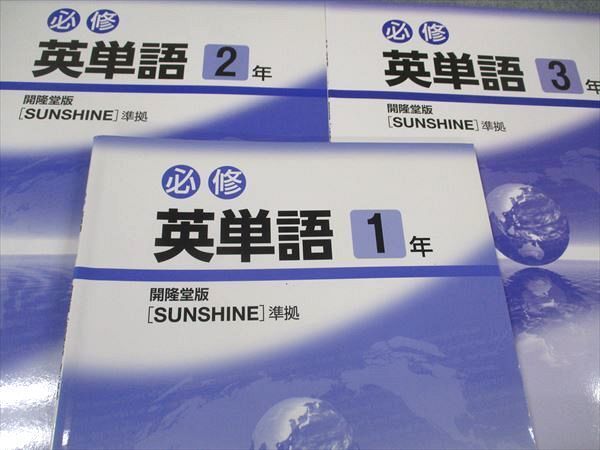 必修
英単語 2年
開隆堂版
[SUNSHINE]準拠
必修
英単語 3年
開隆堂版
[SUNSHINE]準拠
必修
英単語 1年
開隆堂版
[SUNSHINE]準拠